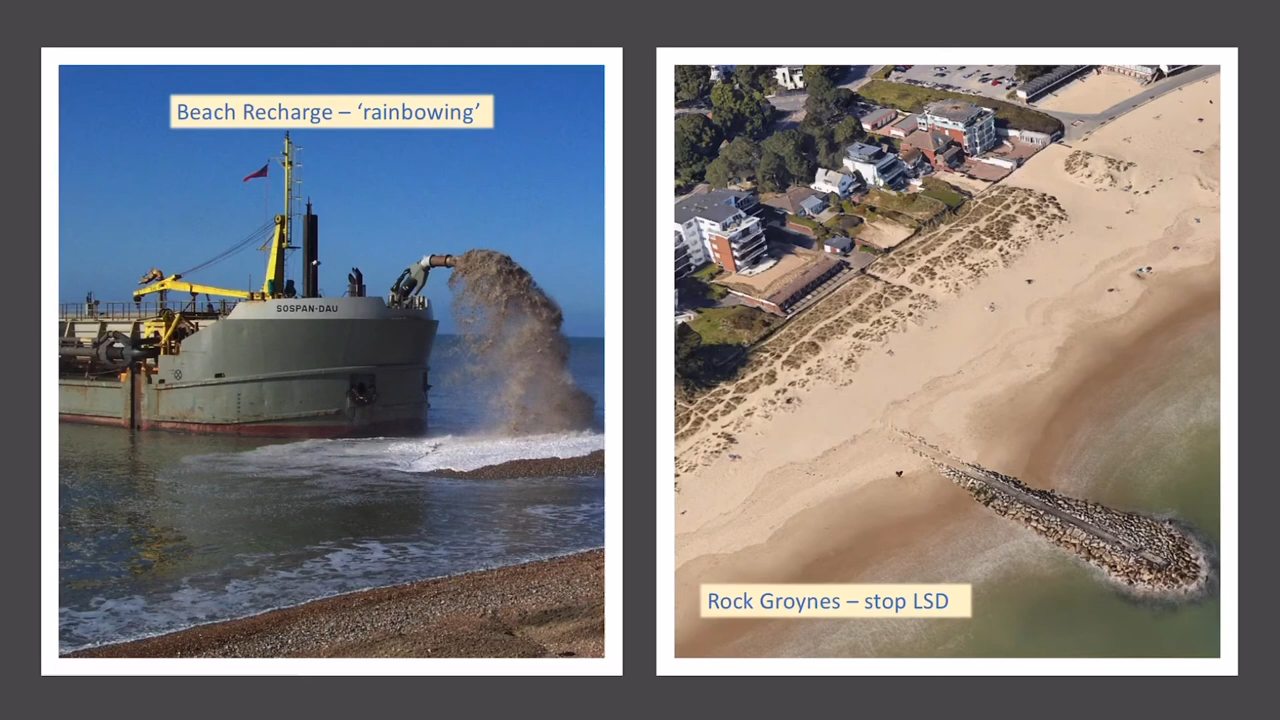 Beach Recharge – ‘rainbowing’
SOSPAN-DAU
Rock Groynes – stop LSD